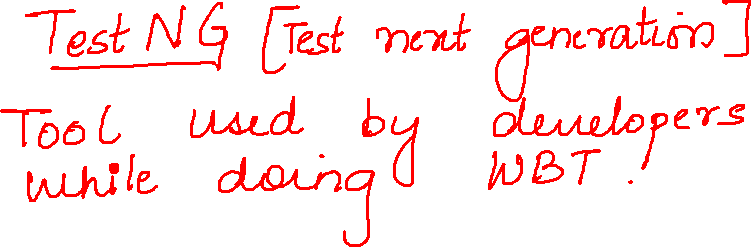 TestNG [Test next generation]
Tool used by developers
while doing WBT.